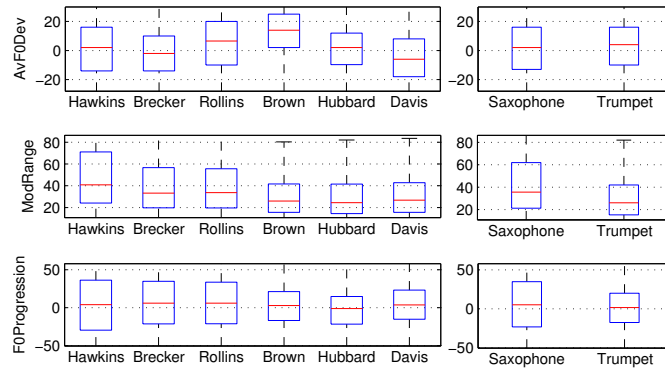 AvF0Dev
20
0
−20
Hawkins Brecker Rollins Brown Hubbard Davis
20
0
−20
Saxophone Trumpet
ModRange
80
60
40
20
Hawkins Brecker Rollins Brown Hubbard Davis
80
60
40
20
Saxophone Trumpet
F0Progression
50
0
−50
Hawkins Brecker Rollins Brown Hubbard Davis
50
0
−50
Saxophone Trumpet